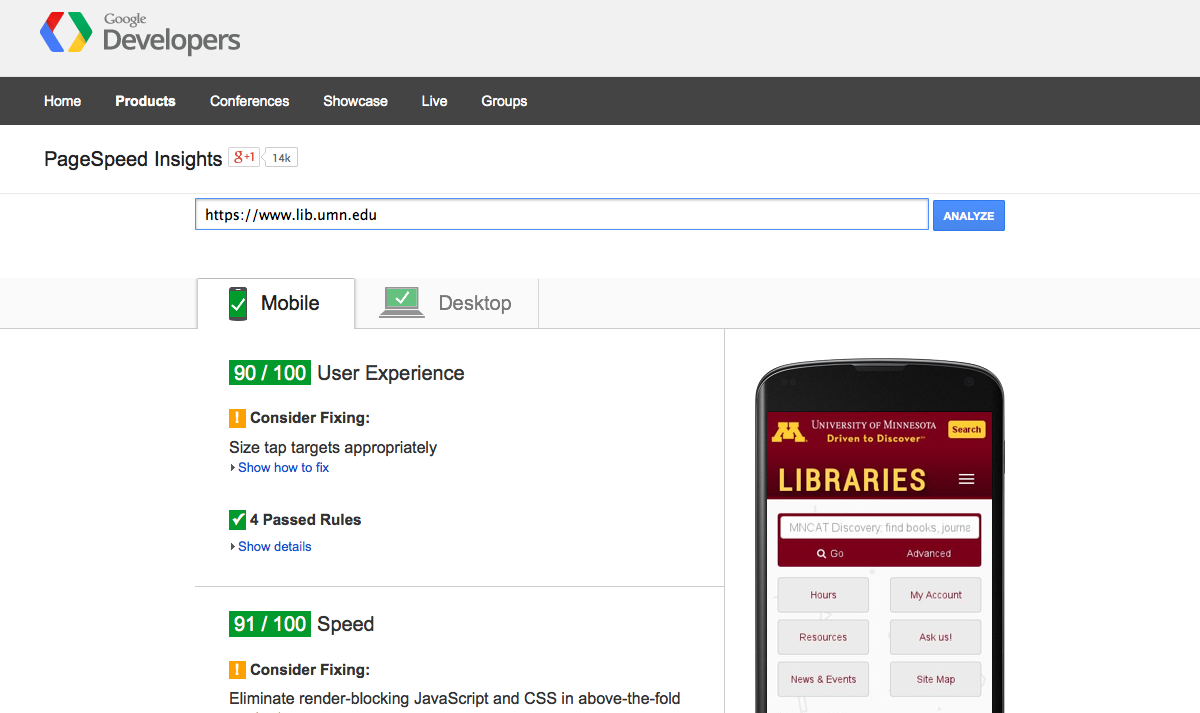 Google
Developers
Home Products Conferences Showcase Live Groups
PageSpeed Insights g+1 14k
https://www.lib.umn.edu ANALYZE
Mobile Desktop
90 / 100 User Experience
! Consider Fixing:
Size tap targets appropriately
Show how to fix
4 Passed Rules
Show details
91 / 100 Speed
! Consider Fixing:
Eliminate render-blocking JavaScript and CSS in above-the-fold
M UNIVERSITY OF MINNESOTA Search
Driven to Discover℠
LIBRARIES
MNCAT Discovery: find books, journa
Go Advanced
Hours My Account
Resources Ask us!
News & Events Site Map